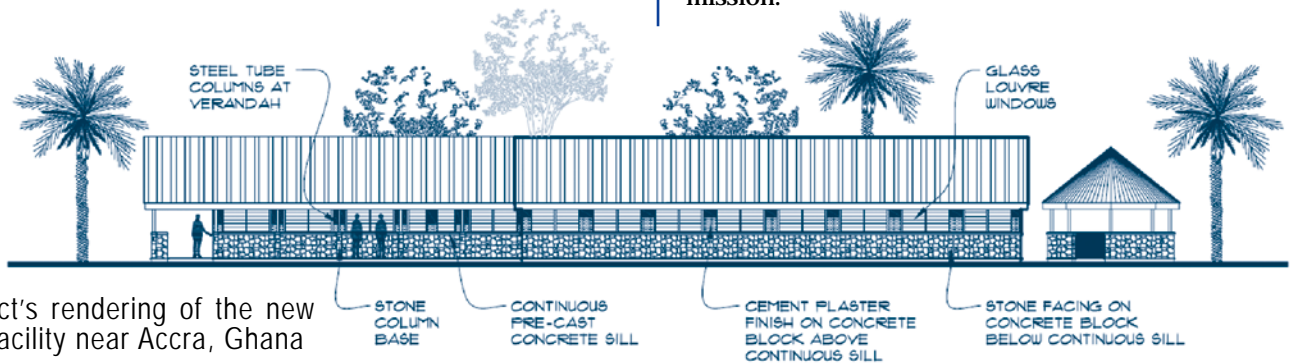 mission.
STEEL TUBE
COLUMNS AT
VERANDAH
GLASS
LOUVRE
WINDOWS
ct's rendering of the new
acility near Accra, Ghana
STONE
COLUMN
BASE
CONTINUOUS
PRE-CAST
CONCRETE SILL
CEMENT PLASTER
FINISH ON CONCRETE
BLOCK ABOVE
CONTINUOUS SILL
STONE FACING ON
CONCRETE BLOCK
BELOW CONTINUOUS SILL